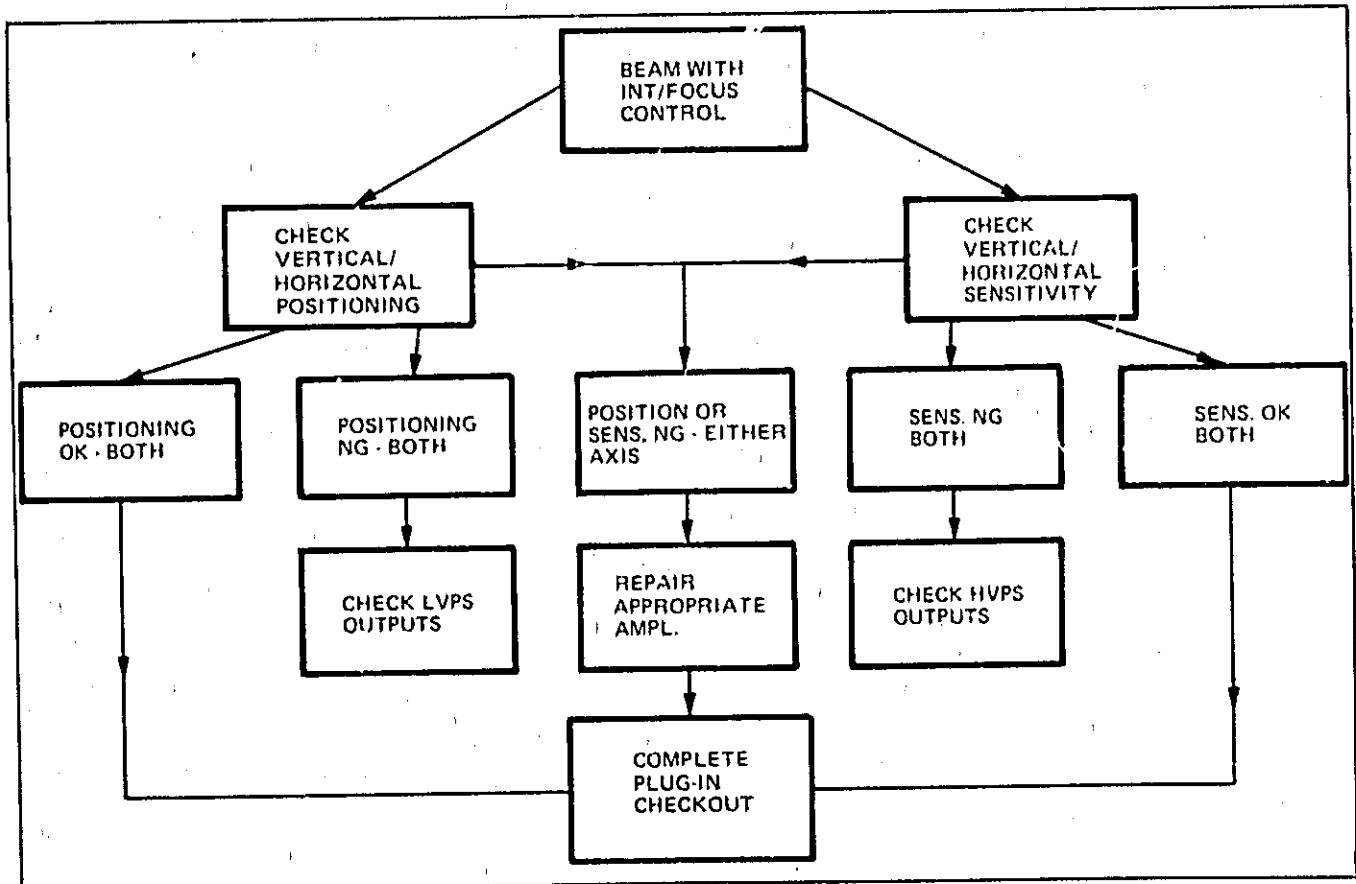 BEAM WITH
INT/FOCUS
CONTROL
CHECK
VERTICAL/
HORIZONTAL
POSITIONING
CHECK
VERTICAL/
HORIZONTAL
SENSITIVITY
POSITIONING
OK - BOTH
POSITIONING
NG - BOTH
POSITION OR
SENS. NG - EITHER
AXIS
SENS. NG
BOTH
SENS. OK
BOTH
CHECK LVPS
OUTPUTS
REPAIR
APPROPRIATE
AMPL.
CHECK HVPS
OUTPUTS
COMPLETE
PLUG-IN
CHECKOUT